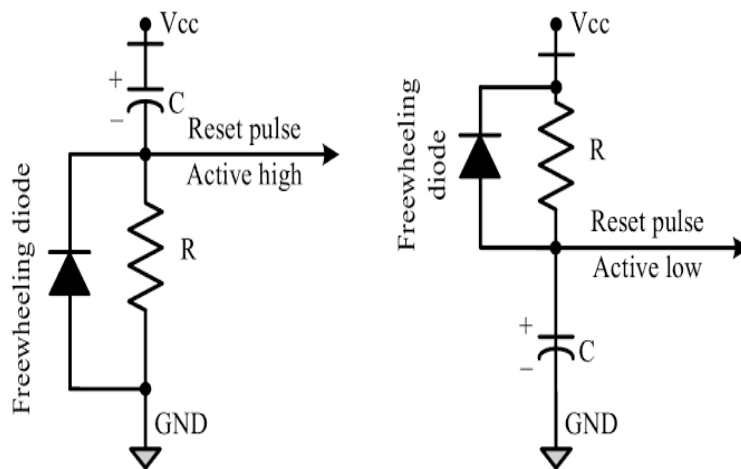 Vcc
+
−
C
Reset pulse
Active high
Freewheeling diode
R
GND
Vcc
Freewheeling
diode
R
Reset pulse
Active low
+
−
C
GND